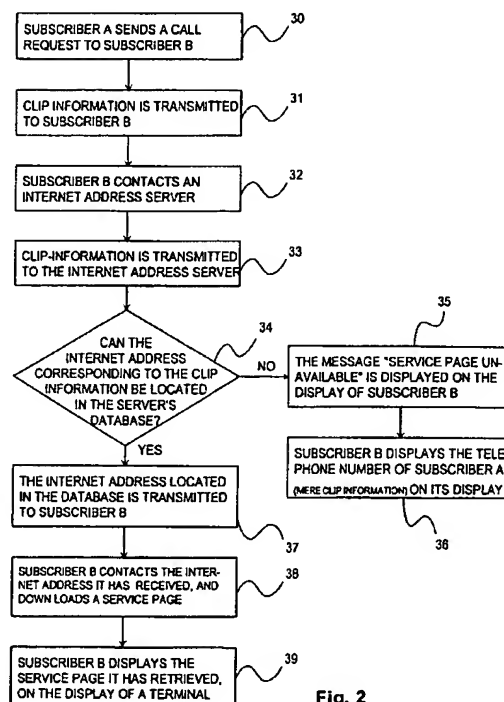 SUBSCRIBER A SENDS A CALL
REQUEST TO SUBSCRIBER B
30
CLIP INFORMATION IS TRANSMITTED
TO SUBSCRIBER B
31
SUBSCRIBER B CONTACTS AN
INTERNET ADDRESS SERVER
32
CLIP-INFORMATION IS TRANSMITTED
TO THE INTERNET ADDRESS SERVER
33
CAN THE
INTERNET ADDRESS
CORRESPONDING TO THE CLIP
INFORMATION BE LOCATED
IN THE SERVER'S
DATABASE?
34
NO
35
THE MESSAGE "SERVICE PAGE UN-
AVAILABLE" IS DISPLAYED ON THE
DISPLAY OF SUBSCRIBER B
SUBSCRIBER B DISPLAYS THE TELE
PHONE NUMBER OF SUBSCRIBER A
(MERE CLIP INFORMATION) ON ITS DISPLAY
36
YES
THE INTERNET ADDRESS LOCATED
IN THE DATABASE IS TRANSMITTED
TO SUBSCRIBER B
37
SUBSCRIBER B CONTACTS THE INTER-
NET ADDRESS IT HAS RECEIVED, AND
DOWN LOADS A SERVICE PAGE
38
SUBSCRIBER B DISPLAYS THE
SERVICE PAGE IT HAS RETRIEVED,
ON THE DISPLAY OF A TERMINAL
39
Fig. 2